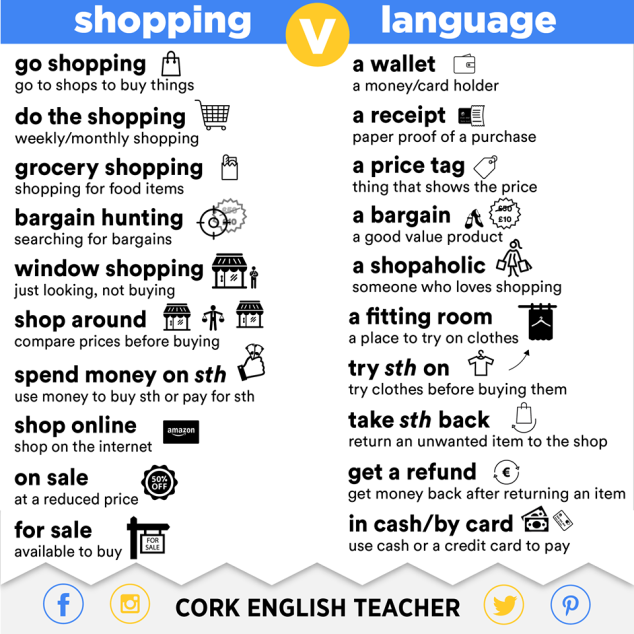 shopping V language
go shopping
go to shops to buy things
do the shopping
weekly/monthly shopping
grocery shopping
shopping for food items
bargain hunting
£50
£10
searching for bargains
window shopping
just looking, not buying
shop around
compare prices before buying
spend money on sth
use money to buy sth or pay for sth
shop online
amazon
shop on the internet
on sale
50%
OFF
at a reduced price
for sale
FOR
SALE
available to buy
a wallet
a money/card holder
a receipt
paper proof of a purchase
a price tag
thing that shows the price
a bargain
£50
£10
a good value product
a shopaholic
someone who loves shopping
a fitting room
a place to try on clothes
try sth on
try clothes before buying them
take sth back
return an unwanted item to the shop
get a refund
€
get money back after returning an item
in cash/by card
use cash or a credit card to pay
CORK ENGLISH TEACHER